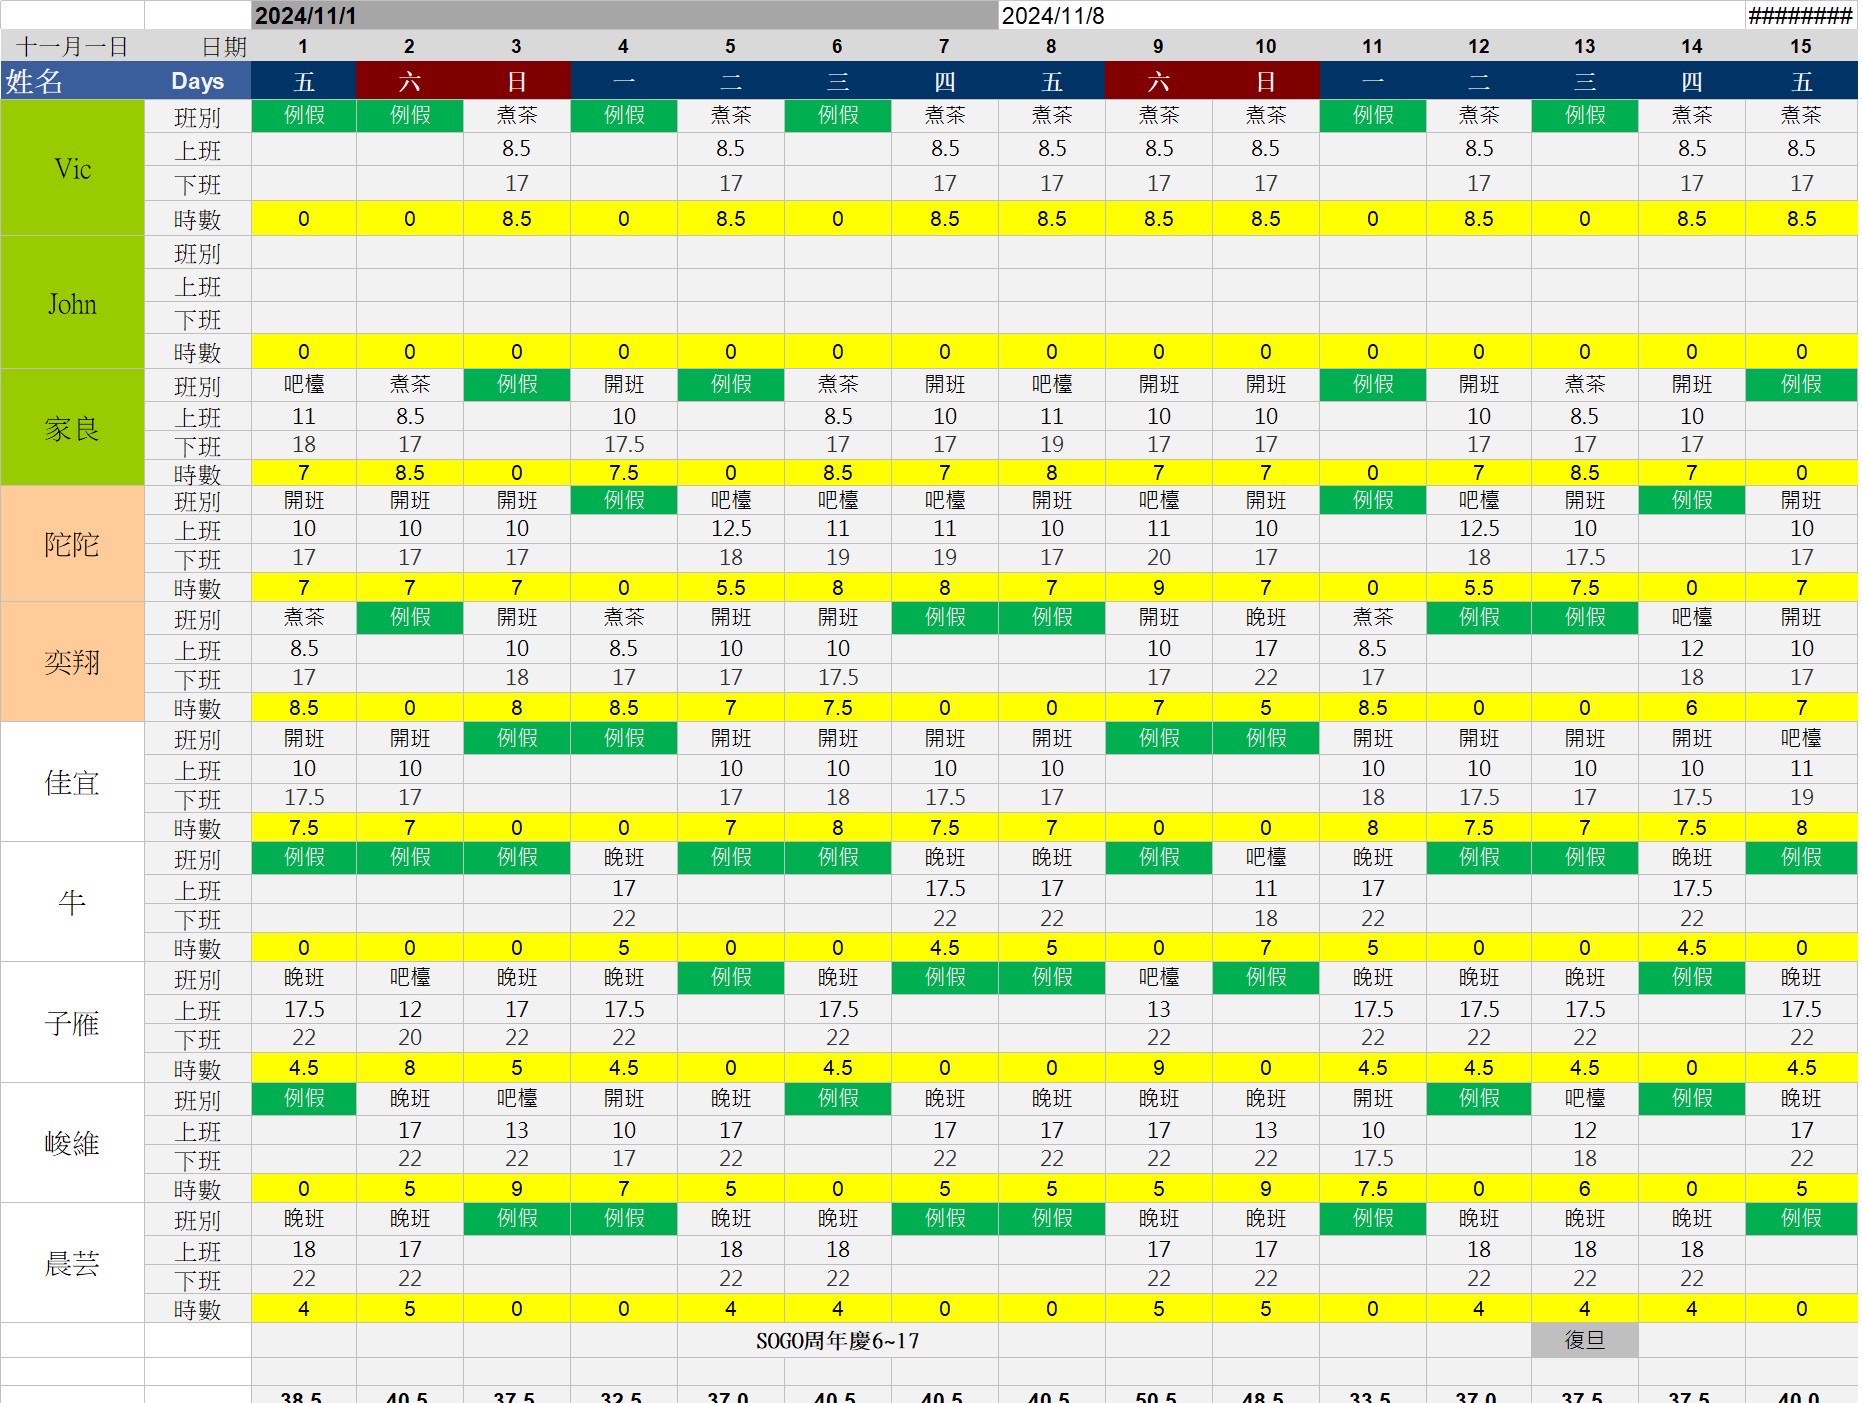 2024/11/1 2024/11/8 ########
十一月一日 日期 1 2 3 4 5 6 7 8 9 10 11 12 13 14 15
姓名 Days 五 六 日 一 二 三 四 五 六 日 一 二 三 四 五
班別 例假 例假 煮茶 例假 煮茶 例假 煮茶 煮茶 煮茶 煮茶 例假 煮茶 例假 煮茶 煮茶
Vic
上班 8.5 8.5 8.5 8.5 8.5 8.5 8.5 8.5 8.5
下班 17 17 17 17 17 17 17 17 17
時數 0 0 8.5 0 8.5 0 8.5 8.5 8.5 8.5 0 8.5 0 8.5 8.5
班別
John
上班
下班
時數 0 0 0 0 0 0 0 0 0 0 0 0 0 0 0
班別 吧檯 煮茶 例假 開班 例假 煮茶 開班 吧檯 開班 開班 例假 開班 煮茶 開班 例假
家良
上班 11 8.5 10 8.5 10 11 10 10 10 8.5 10
下班 18 17 17.5 17 17 19 17 17 17 17 17
時數 7 8.5 0 7.5 0 8.5 7 8 7 7 0 7 8.5 7 0
班別 開班 開班 開班 例假 吧檯 吧檯 吧檯 開班 吧檯 開班 例假 吧檯 開班 例假 開班
陀陀
上班 10 10 10 12.5 11 11 10 11 10 12.5 10 10
下班 17 17 17 18 19 19 17 20 17 18 17.5 17
時數 7 7 7 0 5.5 8 8 7 9 7 0 5.5 7.5 0 7
班別 煮茶 例假 開班 煮茶 開班 開班 例假 例假 開班 晚班 煮茶 例假 例假 吧檯 開班
奕翔
上班 8.5 10 8.5 10 10 10 17 8.5 12 10
下班 17 18 17 17 17.5 17 22 17 18 17
時數 8.5 0 8 8.5 7 7.5 0 0 7 5 8.5 0 0 6 7
班別 開班 開班 例假 例假 開班 開班 開班 開班 例假 例假 開班 開班 開班 開班 吧檯
佳宜
上班 10 10 10 10 10 10 10 10 10 10 11
下班 17.5 17 17 18 17.5 17 18 17.5 17 17.5 19
時數 7.5 7 0 0 7 8 7.5 7 0 0 8 7.5 7 7.5 8
班別 例假 例假 例假 晚班 例假 例假 晚班 晚班 例假 吧檯 晚班 例假 例假 晚班 例假
牛
上班 17 17.5 17 11 17 17.5
下班 22 22 22 18 22 22
時數 0 0 0 5 0 0 4.5 5 0 7 5 0 0 4.5 0
班別 晚班 吧檯 晚班 晚班 例假 晚班 例假 例假 吧檯 例假 晚班 晚班 晚班 例假 晚班
子雁
上班 17.5 12 17 17.5 17.5 13 17.5 17.5 17.5 17.5
下班 22 20 22 22 22 22 22 22 22 22
時數 4.5 8 5 4.5 0 4.5 0 0 9 0 4.5 4.5 4.5 0 4.5
班別 例假 晚班 吧檯 開班 晚班 例假 晚班 晚班 晚班 晚班 開班 例假 吧檯 例假 晚班
峻維
上班 17 13 10 17 17 17 17 13 10 12 17
下班 22 22 17 22 22 22 22 22 17.5 18 22
時數 0 5 9 7 5 0 5 5 5 9 7.5 0 6 0 5
班別 晚班 晚班 例假 例假 晚班 晚班 例假 例假 晚班 晚班 例假 晚班 晚班 晚班 例假
晨芸
上班 18 17 18 18 17 17 18 18 18
下班 22 22 22 22 22 22 22 22 22
時數 4 5 0 0 4 4 0 0 5 5 0 4 4 4 0
SOGO周年慶6~17 復旦
38.5 40.5 37.5 32.5 37.0 40.5 40.5 40.5 50.5 48.5 33.5 37.0 37.5 37.5 40.0